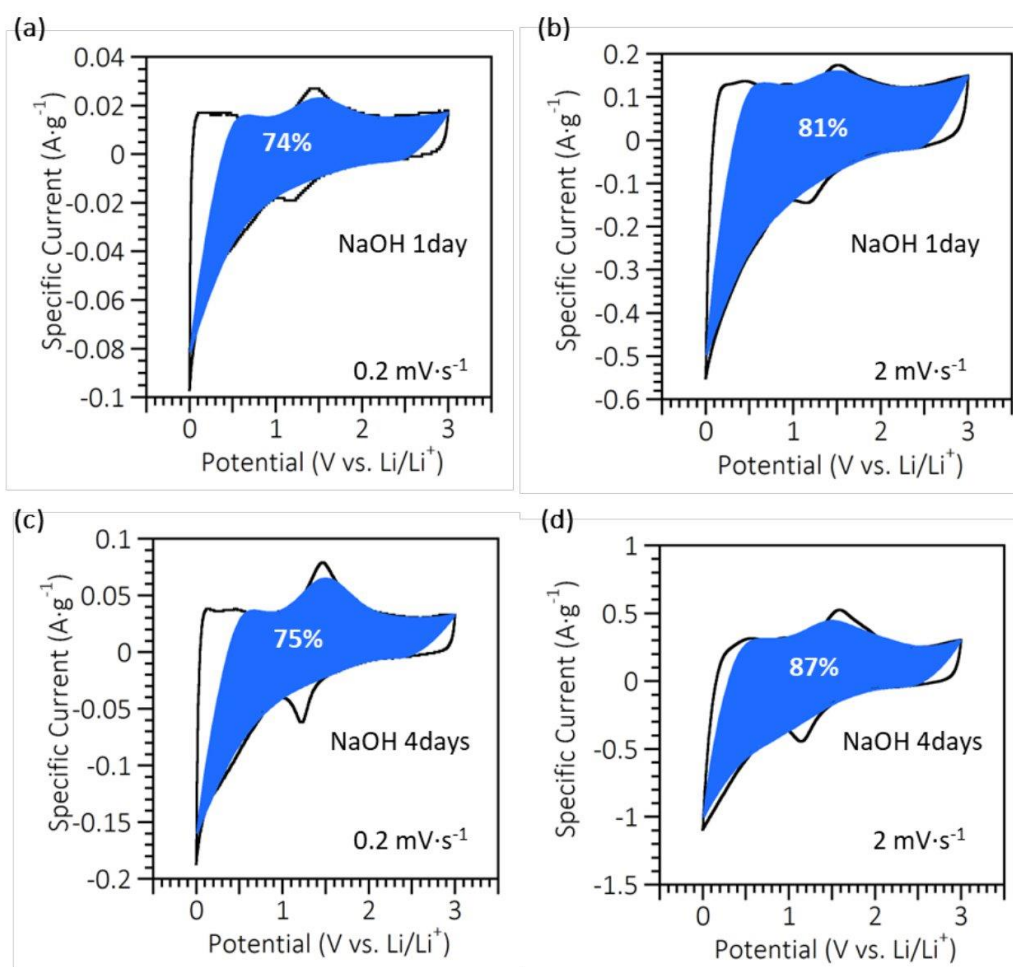 (a)
0.04
0.02
0
-0.02
-0.04
-0.06
-0.08
-0.1
Specific Current (A·g⁻¹)
74%
NaOH 1day
0.2 mV·s⁻¹
0 1 2 3
Potential (V vs. Li/Li⁺)
(b)
0.2
0.1
0
-0.1
-0.2
-0.3
-0.4
-0.5
-0.6
Specific Current (A·g⁻¹)
81%
NaOH 1day
2 mV·s⁻¹
0 1 2 3
Potential (V vs. Li/Li⁺)
(c)
0.1
0.05
0
-0.05
-0.1
-0.15
-0.2
Specific Current (A·g⁻¹)
75%
NaOH 4days
0.2 mV·s⁻¹
0 1 2 3
Potential (V vs. Li/Li⁺)
(d)
1
0.5
0
-0.5
-1
-1.5
Specific Current (A·g⁻¹)
87%
NaOH 4days
2 mV·s⁻¹
0 1 2 3
Potential (V vs. Li/Li⁺)